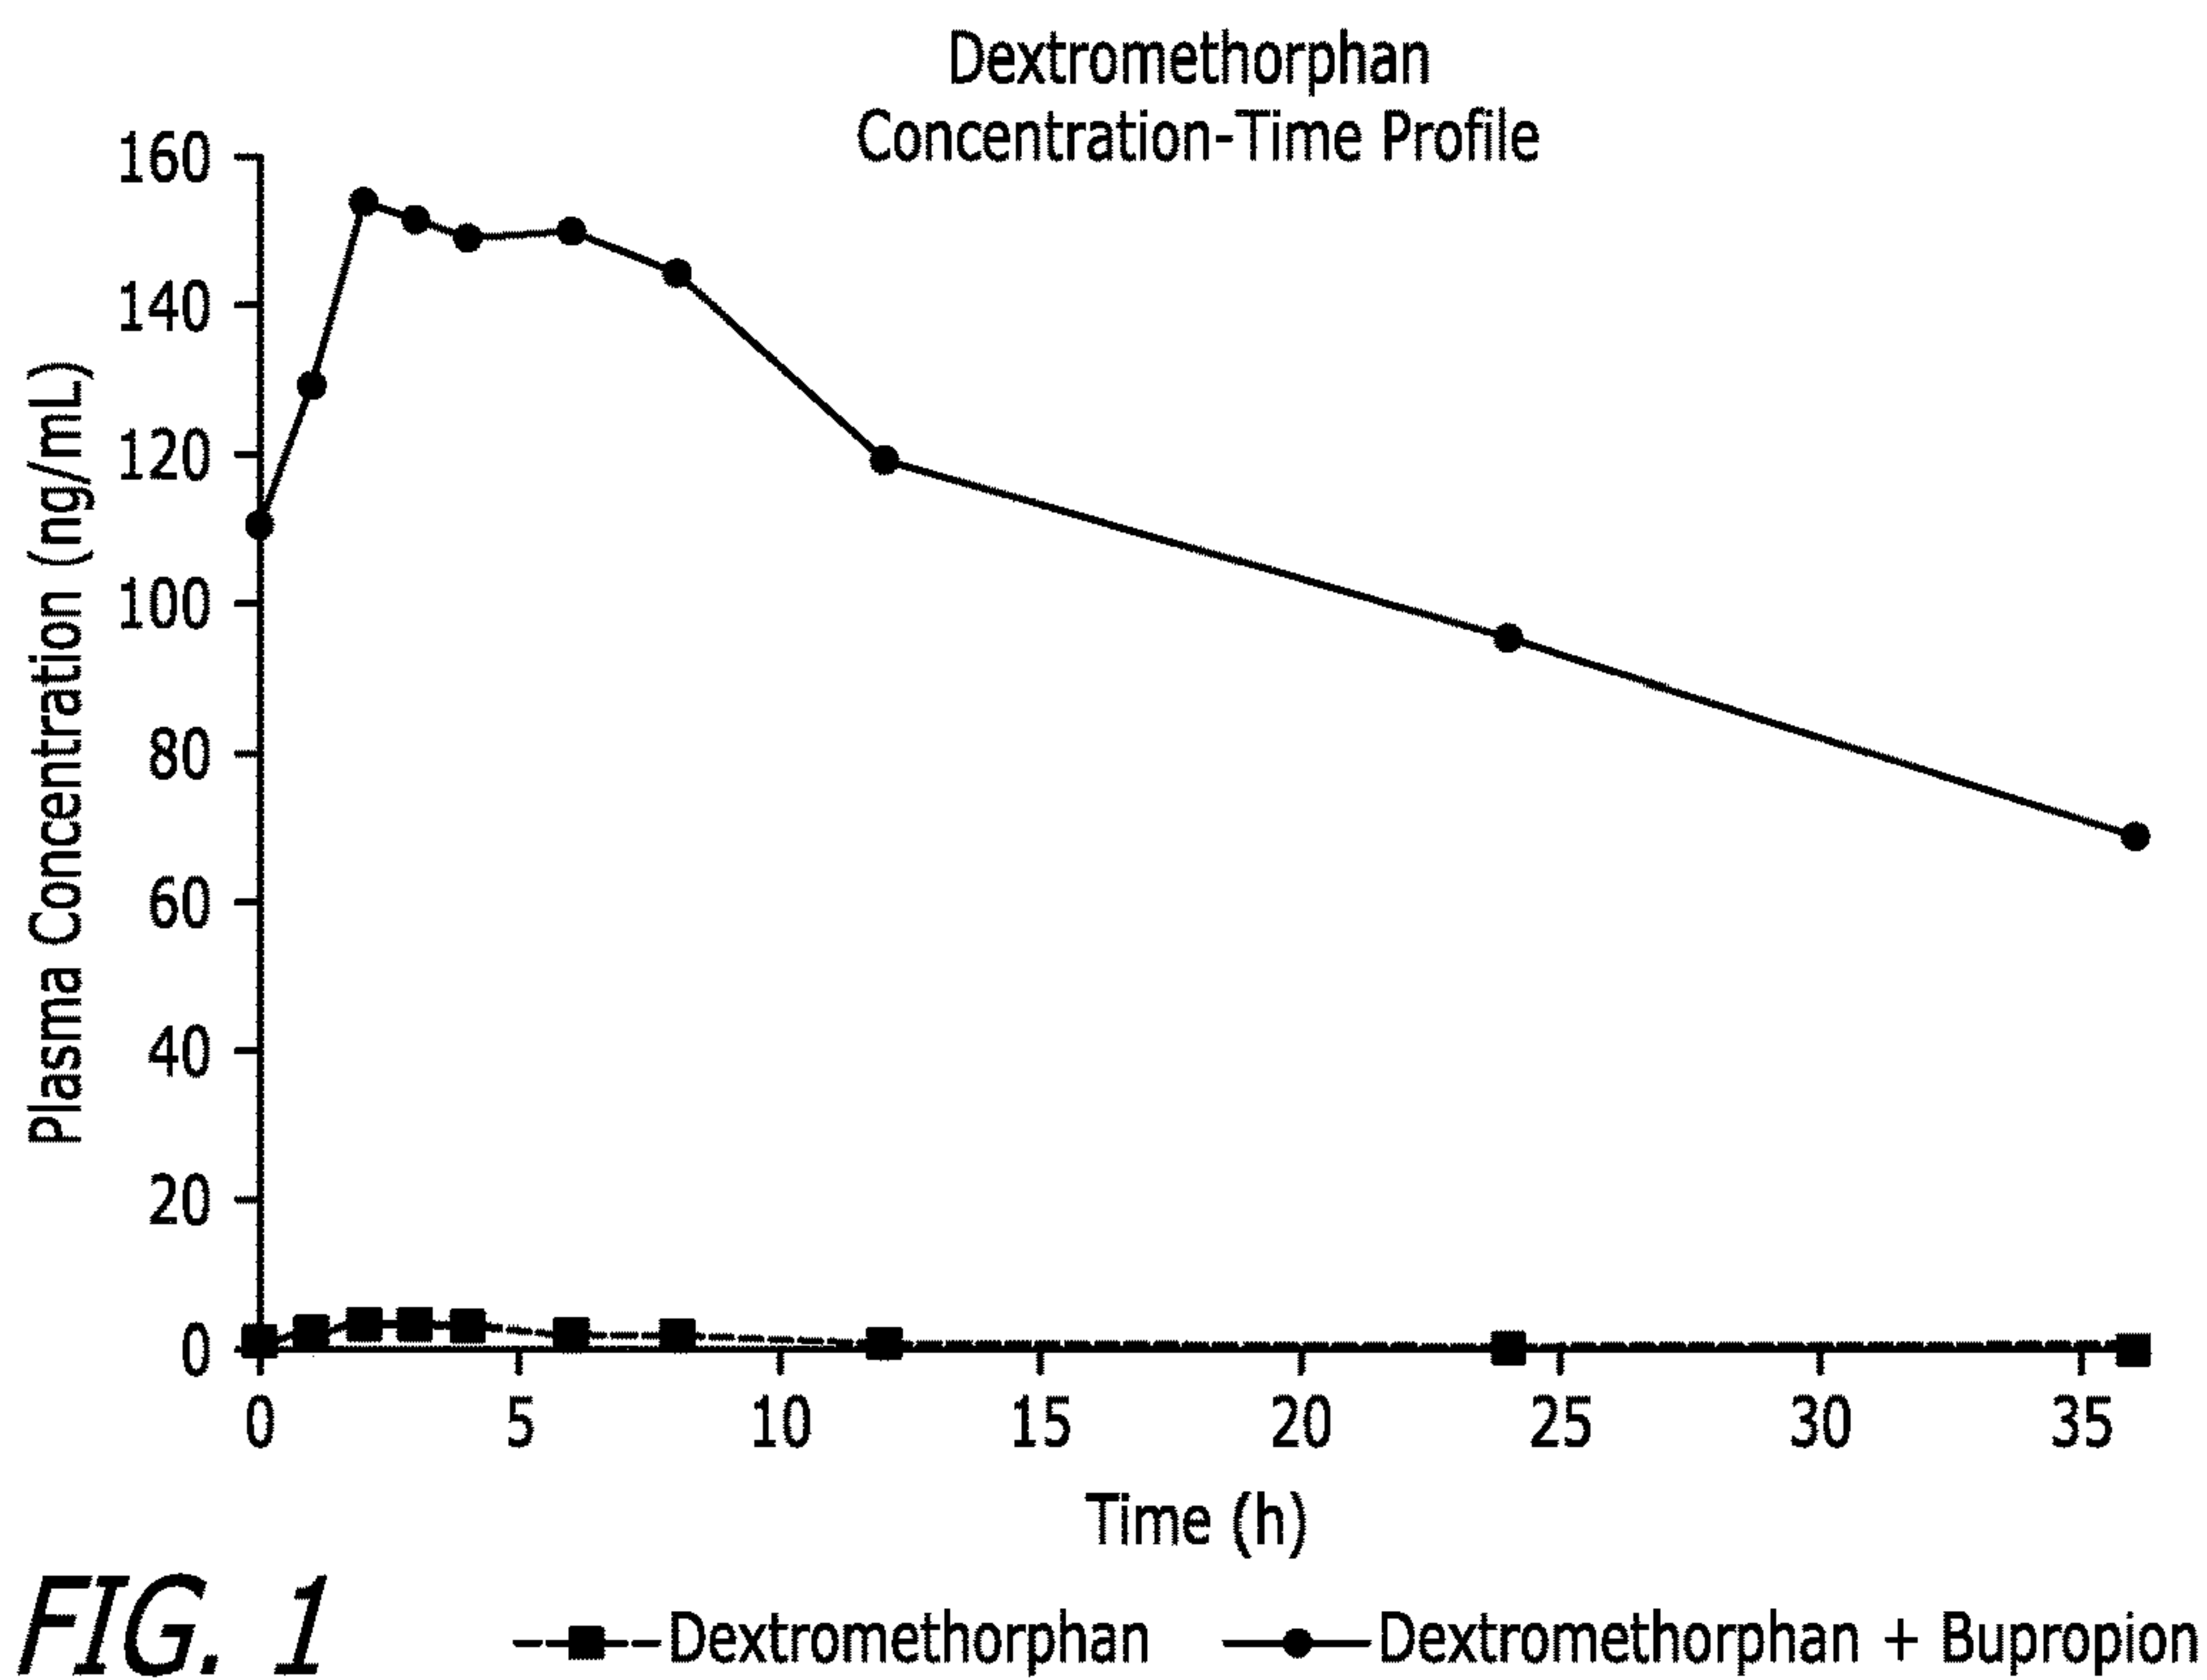 Dextromethorphan
Concentration-Time Profile
Plasma Concentration (ng/mL)
160
140
120
100
80
60
40
20
0
0 5 10 15 20 25 30 35
Time (h)
FIG. 1
Dextromethorphan Dextromethorphan + Bupropion